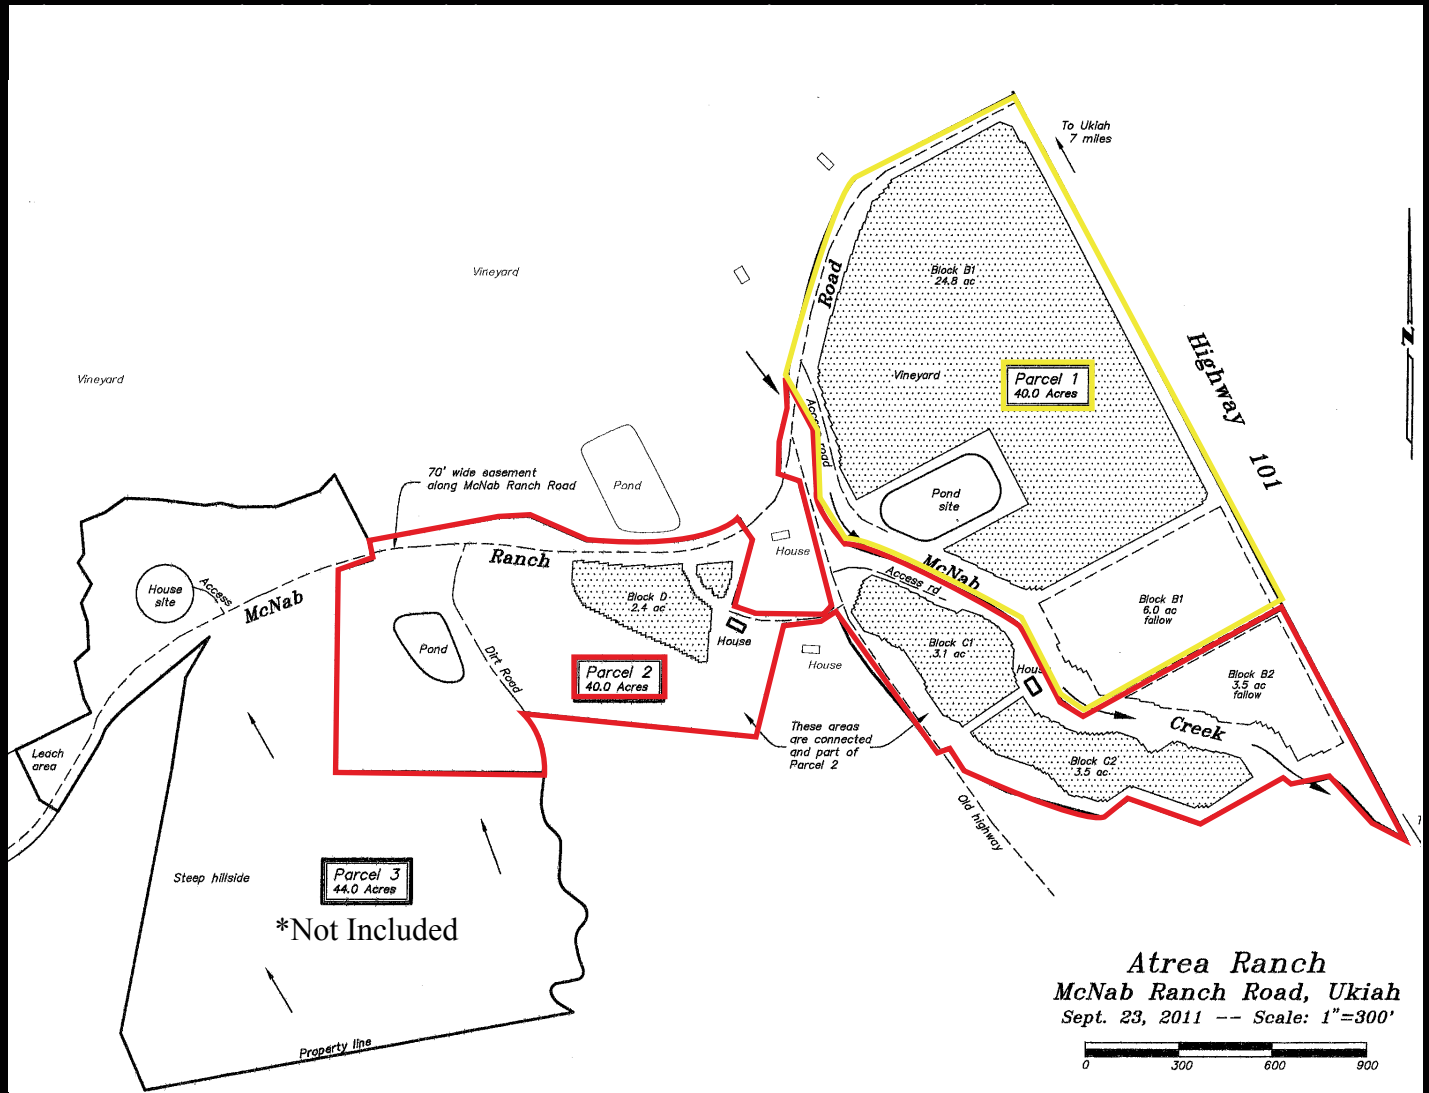 To Ukiah
7 miles
Vineyard
Block B1
24.8 ac
Road
Vineyard
Vineyard
Parcel 1
40.0 Acres
Highway 101
N
Access road
70' wide easement
along McNab Ranch Road
Pond
Pond
site
House
Ranch
McNab
Access rd
House
site
Access
McNab
Block D
2.4 ac
Block B1
6.0 ac
fallow
House
Pond
Dirt Road
Block C1
3.1 ac
House
Parcel 2
40.0 Acres
Hous
Block B2
3.5 ac
fallow
These areas
are connected
and part of
Parcel 2
Creek
Leach
area
Block C2
3.5 ac
Old highway
Steep hillside
Parcel 3
44.0 Acres
*Not Included
Property line
Atrea Ranch
McNab Ranch Road, Ukiah
Sept. 23, 2011 -- Scale: 1"=300'
0 300 600 900